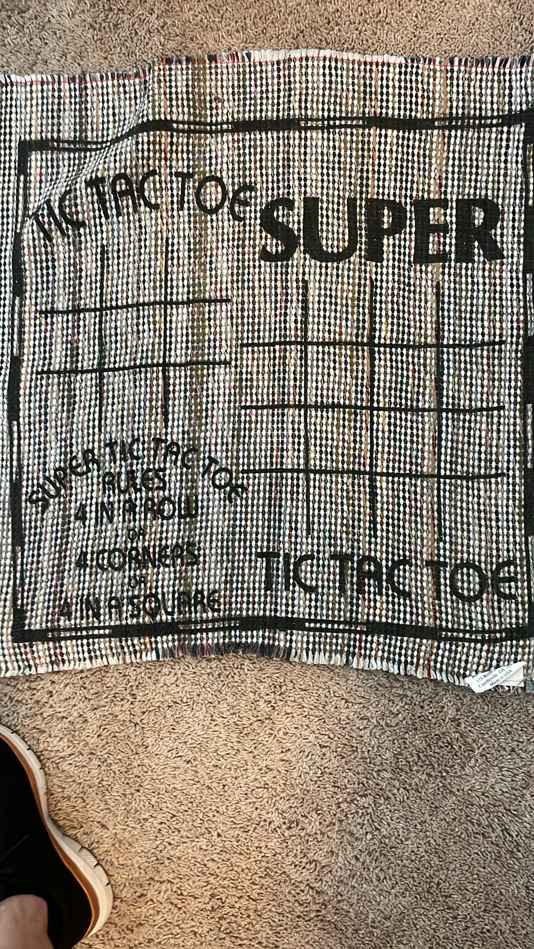 TIC TAC TOE
SUPER
SUPER TIC TAC TOE
RULES
4 IN A ROW
OR
4 CORNERS
OR
4 IN A SQUARE
TIC TAC TOE